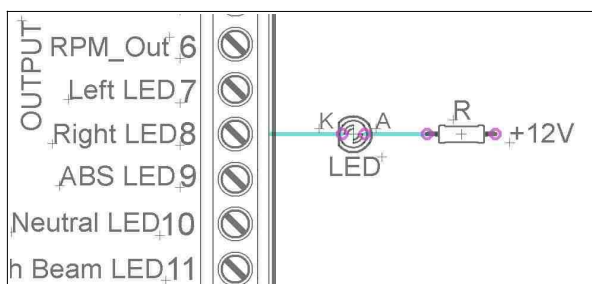 OUTPUT
RPM_Out 6
Left LED 7
Right LED 8
ABS LED 9
Neutral LED 10
h Beam LED 11
K A
LED
R
+12V